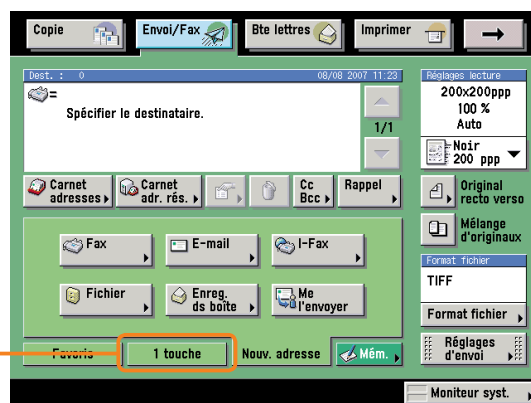 Copie
Envoi/Fax
Bte lettres
Imprimer
Dest. : 0
08/08 2007 11:23
Spécifier le destinataire.
1/1
Carnet
adresses
Carnet
adr. rés.
Cc
Bcc
Rappel
Fax
E-mail
I-Fax
Fichier
Enreg.
ds boîte
Me
l'envoyer
Favoris
1 touche
Nouv. adresse
Mém.
Réglages lecture
200x200ppp
100 %
Auto
Noir
200 ppp
Original
recto verso
Mélange
d'originaux
Format fichier
TIFF
Format fichier
Réglages
d'envoi
Moniteur syst.